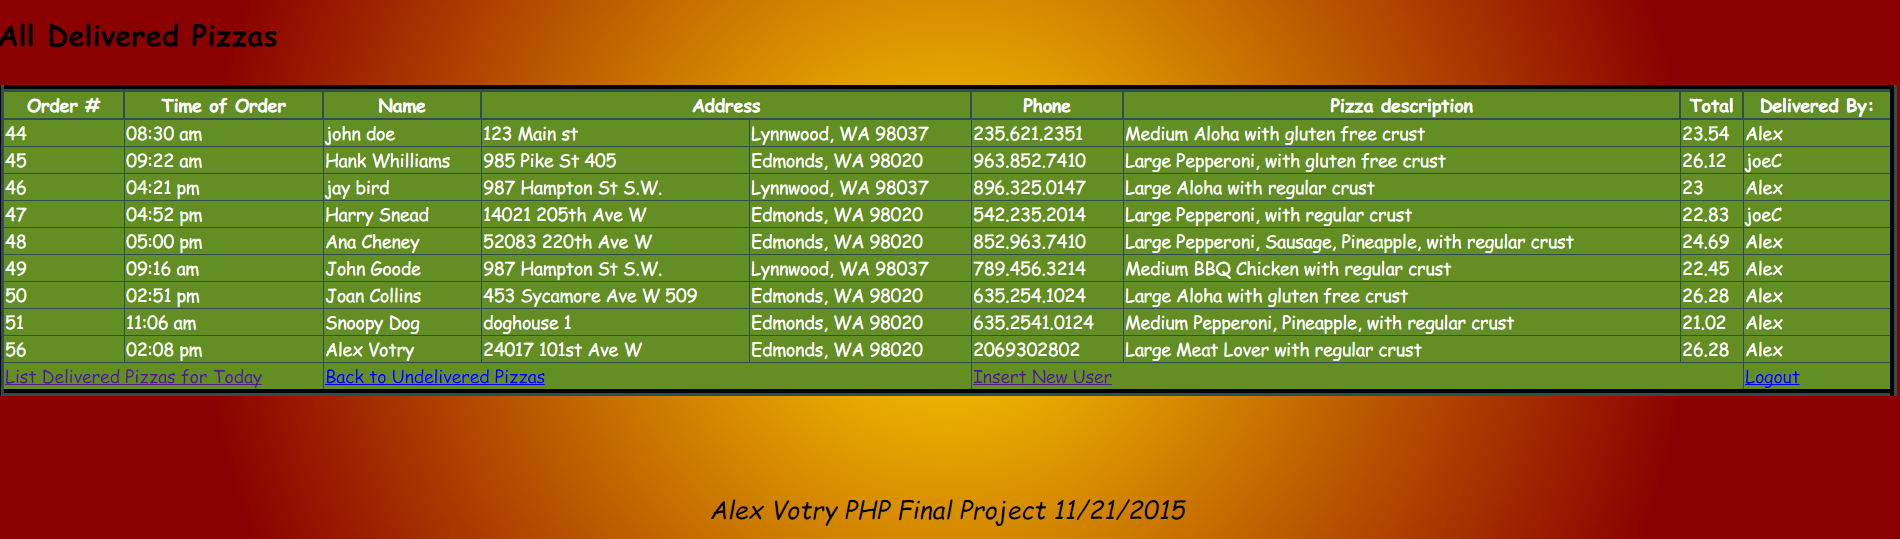 All Delivered Pizzas
Order # Time of Order Name Address Phone Pizza description Total Delivered By:
44 08:30 am john doe 123 Main st Lynnwood, WA 98037 235.621.2351 Medium Aloha with gluten free crust 23.54 Alex
45 09:22 am Hank Whilliams 985 Pike St 405 Edmonds, WA 98020 963.852.7410 Large Pepperoni, with gluten free crust 26.12 joeC
46 04:21 pm jay bird 987 Hampton St S.W. Lynnwood, WA 98037 896.325.0147 Large Aloha with regular crust 23 Alex
47 04:52 pm Harry Snead 14021 205th Ave W Edmonds, WA 98020 542.235.2014 Large Pepperoni, with regular crust 22.83 joeC
48 05:00 pm Ana Cheney 52083 220th Ave W Edmonds, WA 98020 852.963.7410 Large Pepperoni, Sausage, Pineapple, with regular crust 24.69 Alex
49 09:16 am John Goode 987 Hampton St S.W. Lynnwood, WA 98037 789.456.3214 Medium BBQ Chicken with regular crust 22.45 Alex
50 02:51 pm Joan Collins 453 Sycamore Ave W 509 Edmonds, WA 98020 635.254.1024 Large Aloha with gluten free crust 26.28 Alex
51 11:06 am Snoopy Dog doghouse 1 Edmonds, WA 98020 635.2541.0124 Medium Pepperoni, Pineapple, with regular crust 21.02 Alex
56 02:08 pm Alex Votry 24017 101st Ave W Edmonds, WA 98020 2069302802 Large Meat Lover with regular crust 26.28 Alex
List Delivered Pizzas for Today Back to Undelivered Pizzas Insert New User Logout
Alex Votry PHP Final Project 11/21/2015